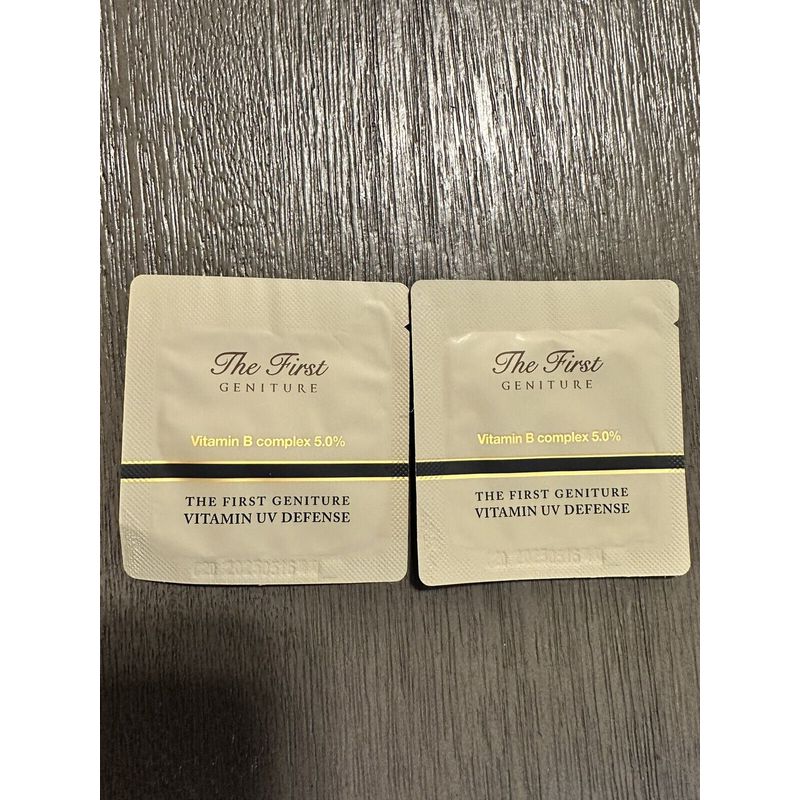 The First
GENITURE
Vitamin B complex 5.0%
THE FIRST GENITURE
VITAMIN UV DEFENSE
The First
GENITURE
Vitamin B complex 5.0%
THE FIRST GENITURE
VITAMIN UV DEFENSE